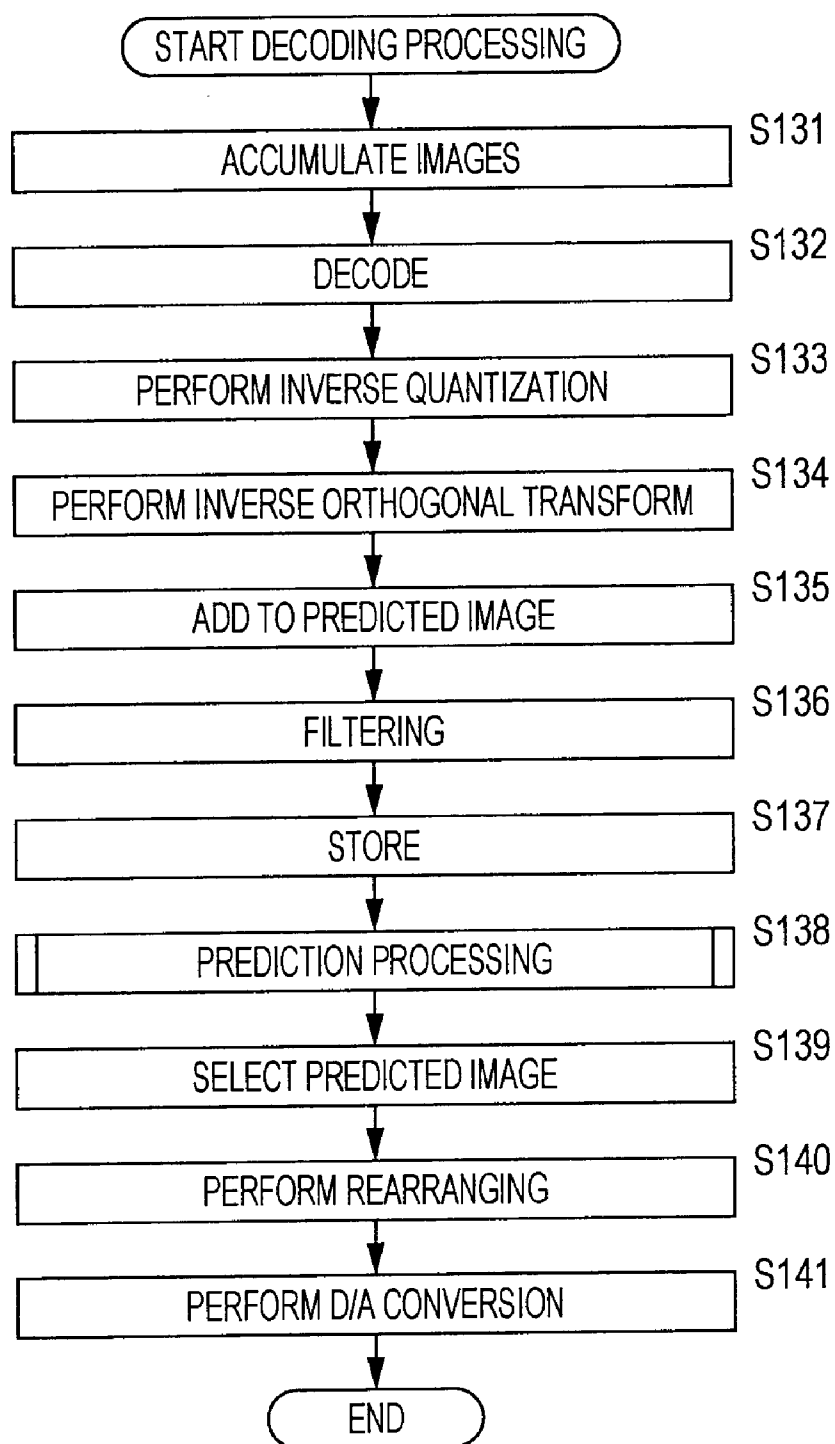 START DECODING PROCESSING
S131
ACCUMULATE IMAGES
S132
DECODE
S133
PERFORM INVERSE QUANTIZATION
S134
PERFORM INVERSE ORTHOGONAL TRANSFORM
S135
ADD TO PREDICTED IMAGE
S136
FILTERING
S137
STORE
S138
PREDICTION PROCESSING
S139
SELECT PREDICTED IMAGE
S140
PERFORM REARRANGING
S141
PERFORM D/A CONVERSION
END